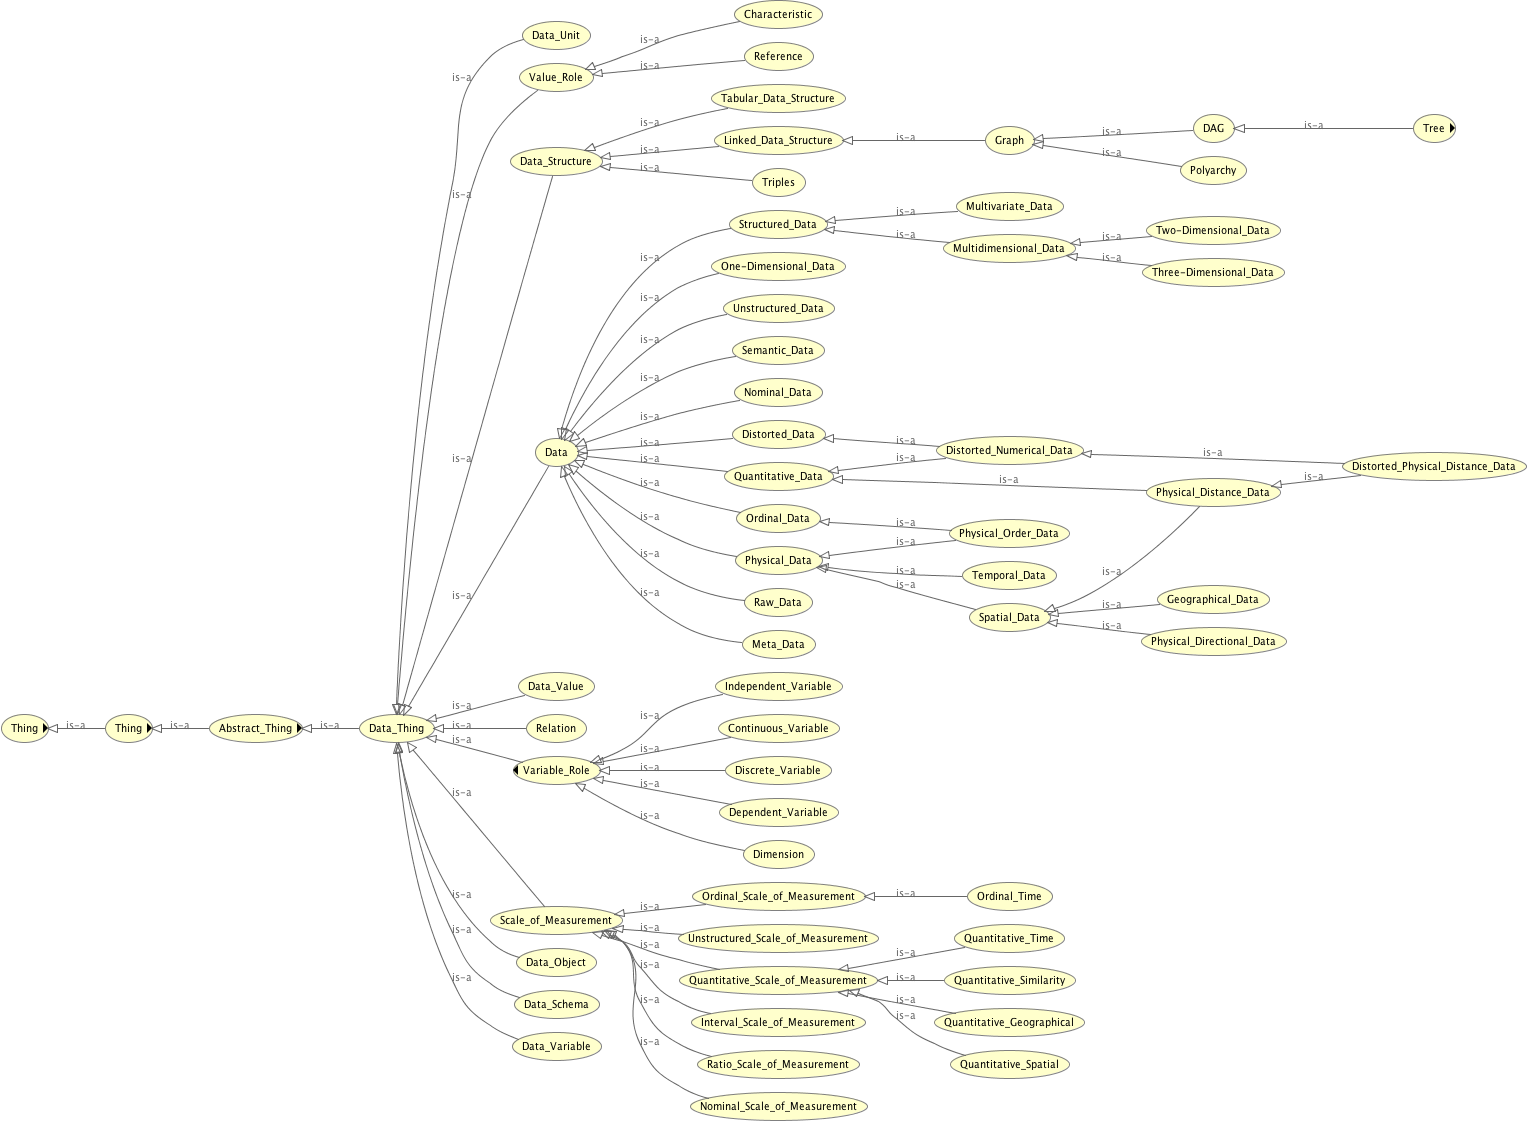 Characteristic
Data_Unit
is-a
Reference
is-a
Value_Role
is-a
Tabular_Data_Structure
is-a
Linked_Data_Structure
is-a
Graph
is-a
DAG
is-a
Tree
is-a
Data_Structure
is-a
is-a
Polyarchy
Triples
is-a
Multivariate_Data
is-a
Structured_Data
Two-Dimensional_Data
is-a
is-a
Multidimensional_Data
is-a
Three-Dimensional_Data
is-a
One-Dimensional_Data
is-a
Unstructured_Data
is-a
Semantic_Data
is-a
Nominal_Data
is-a
Distorted_Data
is-a
Data
is-a
Distorted_Numerical_Data
is-a
Distorted_Physical_Distance_Data
is-a
is-a
Quantitative_Data
is-a
is-a
Physical_Distance_Data
is-a
is-a
Ordinal_Data
is-a
Physical_Order_Data
is-a
Physical_Data
is-a
is-a
Temporal_Data
is-a
is-a
Raw_Data
is-a
Spatial_Data
is-a
Geographical_Data
is-a
Physical_Directional_Data
is-a
Meta_Data
Data_Value
is-a
Independent_Variable
is-a
Thing
is-a
Thing
is-a
Abstract_Thing
is-a
Data_Thing
is-a
Relation
Continuous_Variable
is-a
is-a
Variable_Role
is-a
Discrete_Variable
is-a
Dependent_Variable
is-a
is-a
Dimension
is-a
Ordinal_Scale_of_Measurement
is-a
Ordinal_Time
is-a
Scale_of_Measurement
is-a
Unstructured_Scale_of_Measurement
Quantitative_Time
is-a
is-a
is-a
Data_Object
is-a
Quantitative_Scale_of_Measurement
is-a
Quantitative_Similarity
is-a
Data_Schema
is-a
Interval_Scale_of_Measurement
is-a
Quantitative_Geographical
is-a
Data_Variable
is-a
Ratio_Scale_of_Measurement
Quantitative_Spatial
Nominal_Scale_of_Measurement